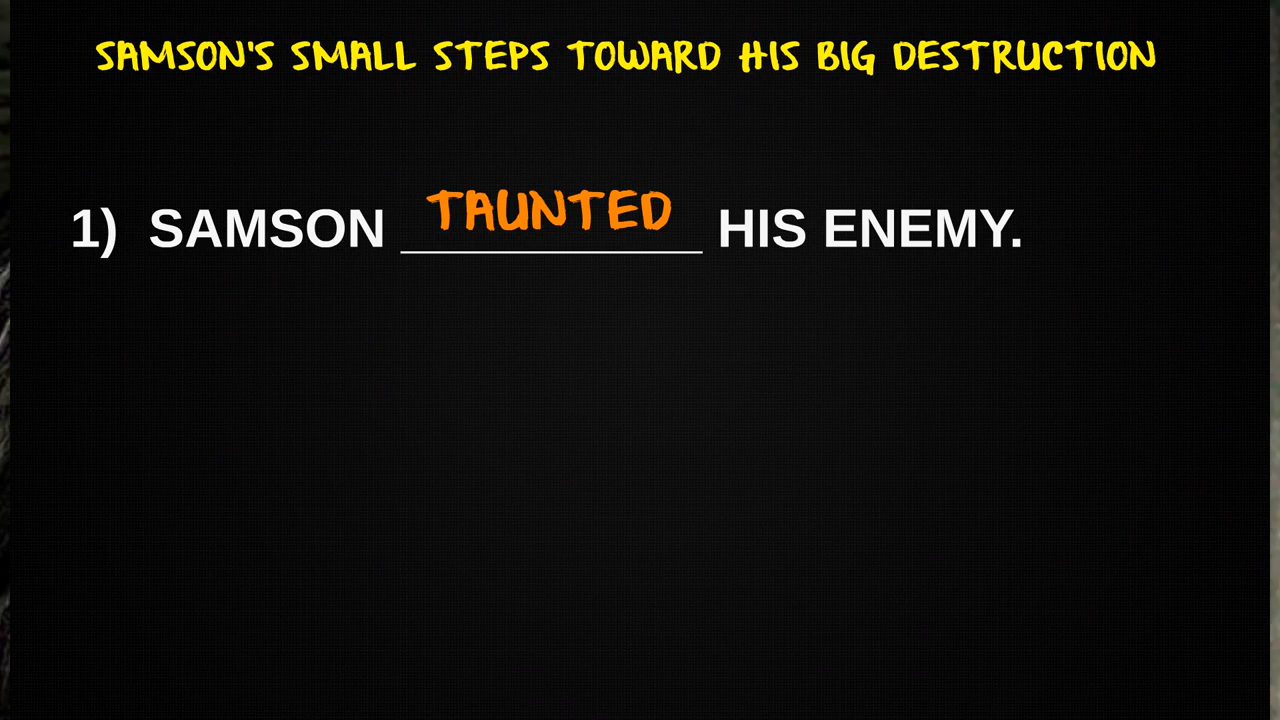 SAMSON'S SMALL STEPS TOWARD HIS BIG DESTRUCTION
1) SAMSON TAUNTED HIS ENEMY.